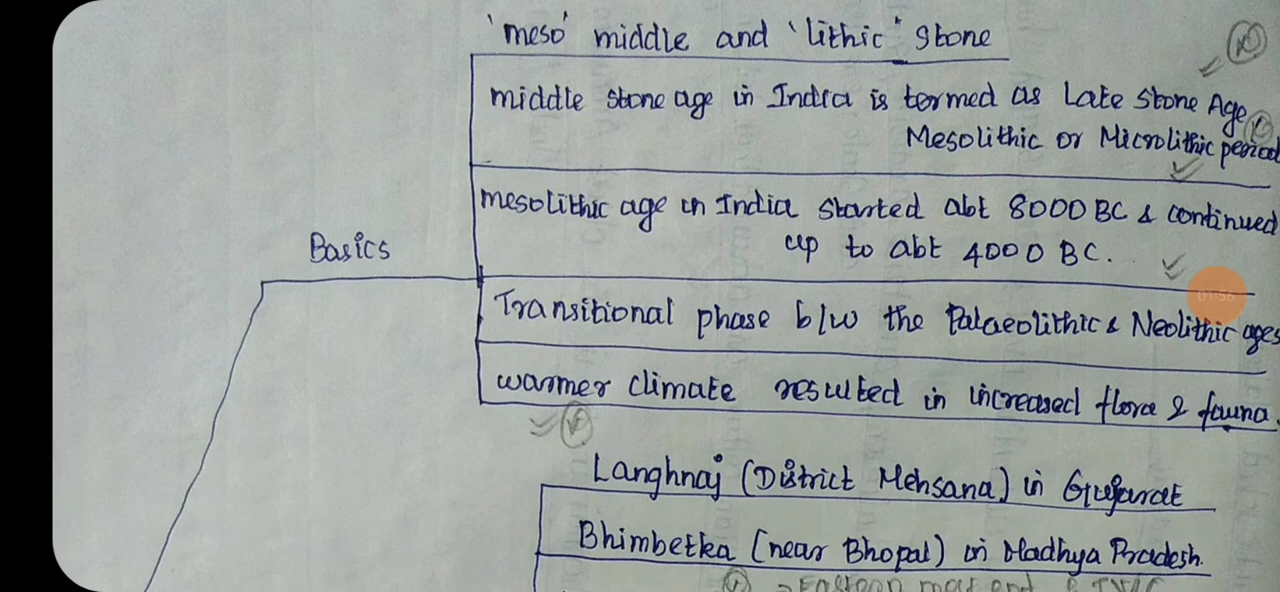 'meso' middle and 'lithic' stone
middle stone age in India is termed as Late Stone Age,
Mesolithic or Microlithic period
mesolithic age in India started abt 8000 BC & continued
up to abt 4000 BC.
Basics
01:56
Transitional phase b/w the Palaeolithic & Neolithic ages
warmer climate resulted in increased flora & fauna.
Langhnaj (District Mehsana) in Gujarat
Bhimbetka (near Bhopal) in Madhya Pradesh.